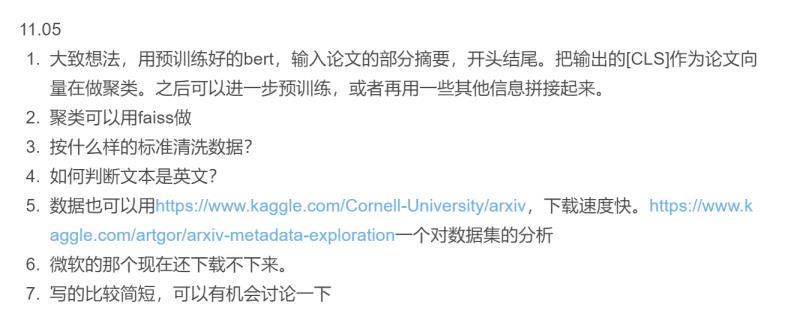 11.05
1. 大致想法，用预训练好的bert，输入论文的部分摘要，开头结尾。把输出的[CLS]作为论文向
量在做聚类。之后可以进一步预训练，或者再用一些其他信息拼接起来。
2. 聚类可以用faiss做
3. 按什么样的标准清洗数据？
4. 如何判断文本是英文？
5. 数据也可以用https://www.kaggle.com/Cornell-University/arxiv，下载速度快。https://www.k
aggle.com/artgor/arxiv-metadata-exploration一个对数据集的分析
6. 微软的那个现在还下载不下来。
7. 写的比较简短，可以有机会讨论一下